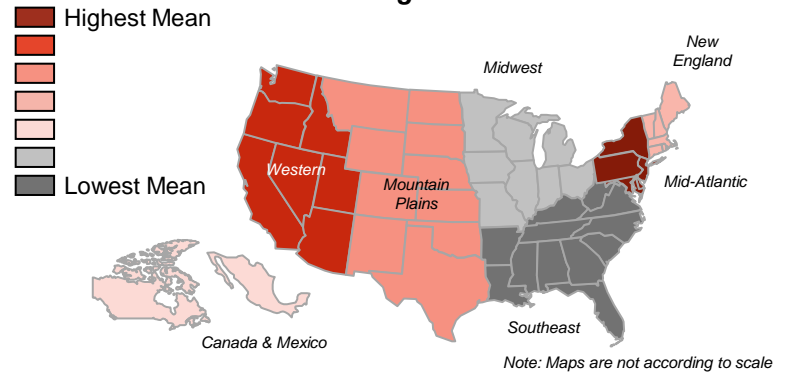 Highest Mean
New
England
Midwest
Western
Mountain
Plains
Lowest Mean
Mid-Atlantic
Southeast
Canada & Mexico
Note: Maps are not according to scale